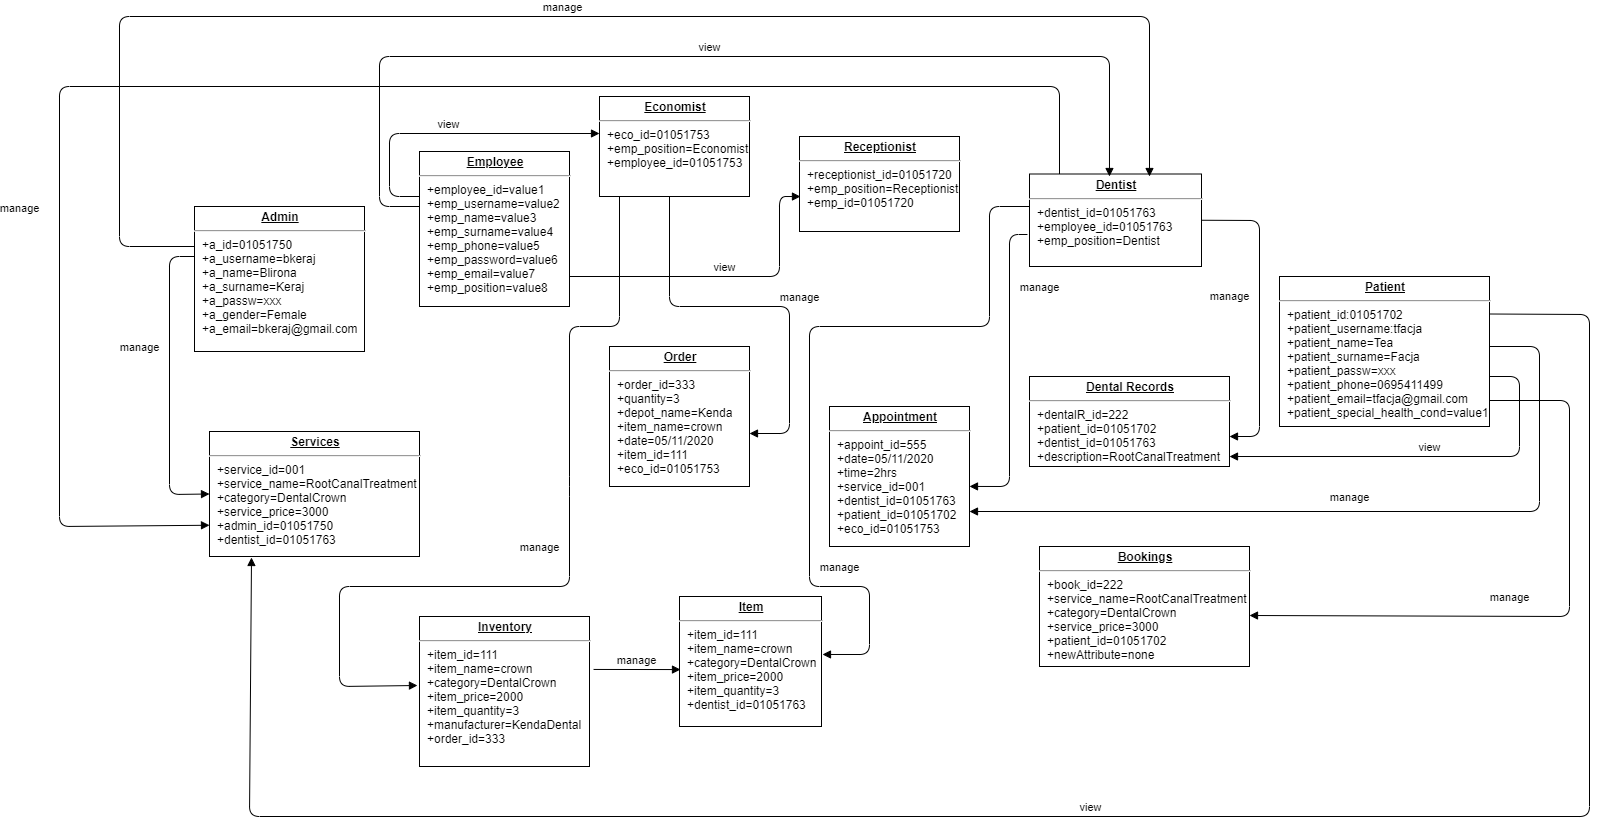 manage
view
Economist
+eco_id=01051753
+emp_position=Economist
+employee_id=01051753
view
Receptionist
+receptionist_id=01051720
+emp_position=Receptionist
+emp_id=01051720
Employee
+employee_id=value1
+emp_username=value2
+emp_name=value3
+emp_surname=value4
+emp_phone=value5
+emp_password=value6
+emp_email=value7
+emp_position=value8
Dentist
+dentist_id=01051763
+employee_id=01051763
+emp_position=Dentist
manage
Admin
+a_id=01051750
+a_username=bkeraj
+a_name=Blirona
+a_surname=Keraj
+a_passw=xxx
+a_gender=Female
+a_email=bkeraj@gmail.com
view
manage
manage
manage
Patient
+patient_id:01051702
+patient_username:tfacja
+patient_name=Tea
+patient_surname=Facja
+patient_passw=xxx
+patient_phone=0695411499
+patient_email=tfacja@gmail.com
+patient_special_health_cond=value1
manage
Order
+order_id=333
+quantity=3
+depot_name=Kenda
+item_name=crown
+date=05/11/2020
+item_id=111
+eco_id=01051753
Dental Records
+dentalR_id=222
+patient_id=01051702
+dentist_id=01051763
+description=RootCanalTreatment
Appointment
+appoint_id=555
+date=05/11/2020
+time=2hrs
+service_id=001
+dentist_id=01051763
+patient_id=01051702
+eco_id=01051753
view
Services
+service_id=001
+service_name=RootCanalTreatment
+category=DentalCrown
+service_price=3000
+admin_id=01051750
+dentist_id=01051763
manage
manage
manage
Bookings
+book_id=222
+service_name=RootCanalTreatment
+category=DentalCrown
+service_price=3000
+patient_id=01051702
+newAttribute=none
manage
Inventory
+item_id=111
+item_name=crown
+category=DentalCrown
+item_price=2000
+item_quantity=3
+manufacturer=KendaDental
+order_id=333
manage
Item
+item_id=111
+item_name=crown
+category=DentalCrown
+item_price=2000
+item_quantity=3
+dentist_id=01051763
view